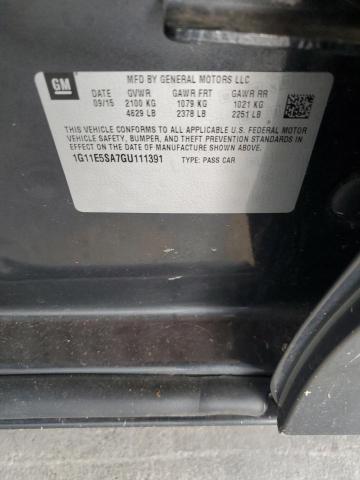 GM
MFD BY GENERAL MOTORS LLC
DATE GVWR GAWR FRT GAWR RR
09/15 2100 KG 1079 KG 1021 KG
4629 LB 2378 LB 2251 LB
THIS VEHICLE CONFORMS TO ALL APPLICABLE U.S. FEDERAL MOTOR
VEHICLE SAFETY, BUMPER, AND THEFT PREVENTION STANDARDS
IN EFFECT ON THE DATE OF MANUFACTURE SHOWN ABOVE.
1G11E5SA7GU111391 TYPE: PASS CAR